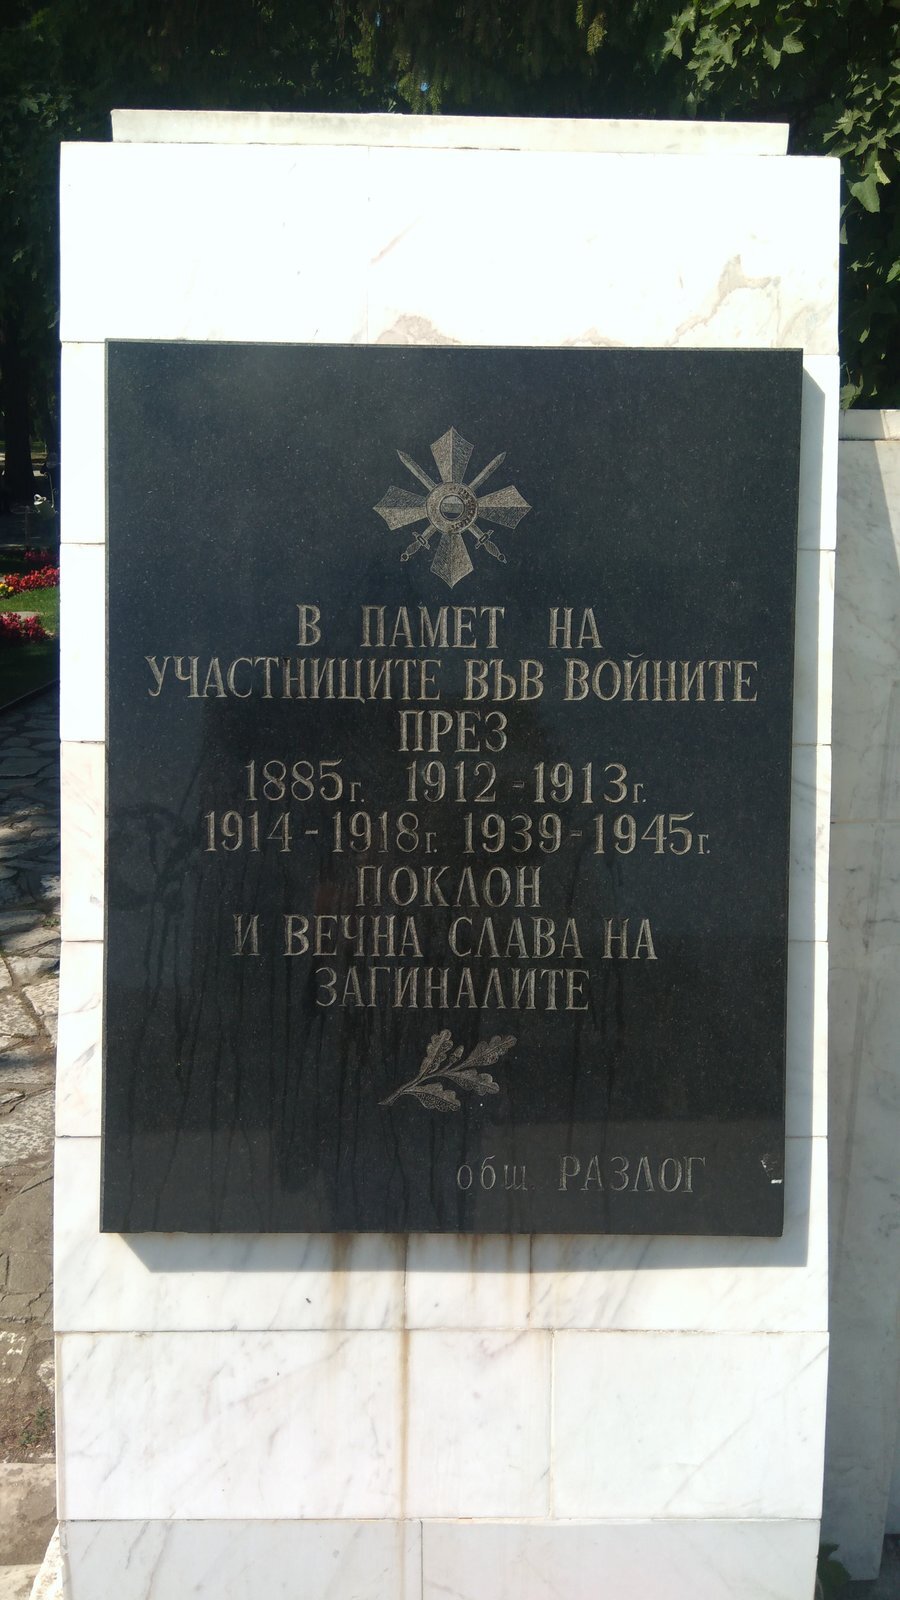 В ПАМЕТ НА
УЧАСТНИЦИТЕ ВЪВ ВОЙНИТЕ
ПРЕЗ
1885г. 1912-1913г.
1914-1918г. 1939-1945г.
ПОКЛОН
И ВЕЧНА СЛАВА НА
ЗАГИНАЛИТЕ
общ. РАЗЛОГ